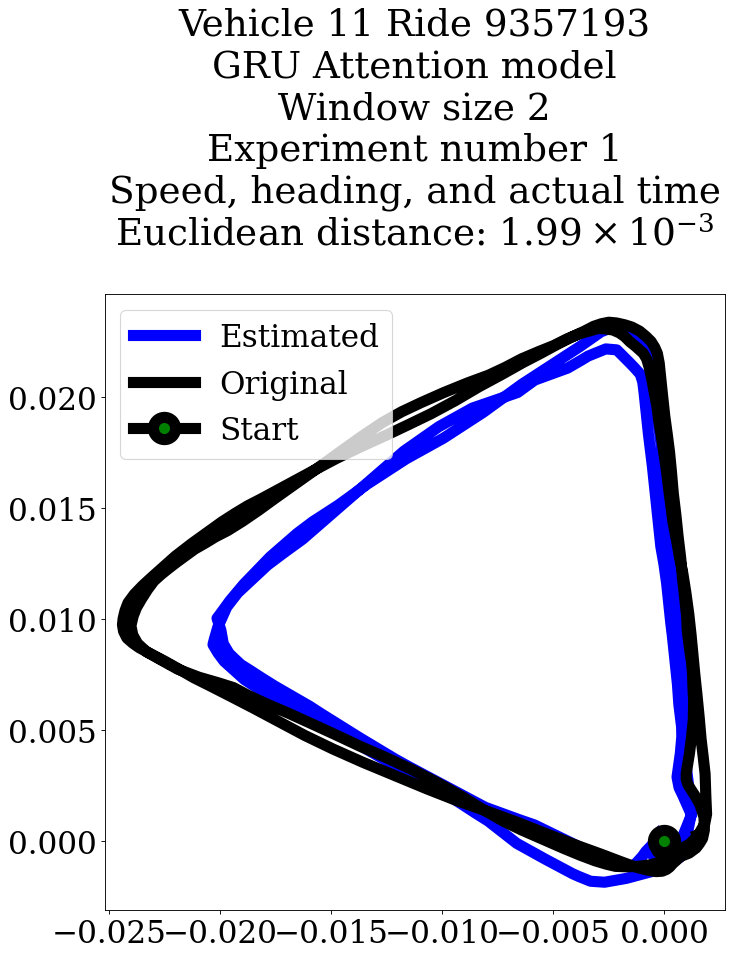 Vehicle 11 Ride 9357193
GRU Attention model
Window size 2
Experiment number 1
Speed, heading, and actual time
Euclidean distance: 1.99 × 10⁻³
Estimated
Original
Start
0.020
0.015
0.010
0.005
0.000
−0.025 −0.020 −0.015 −0.010 −0.005 0.000